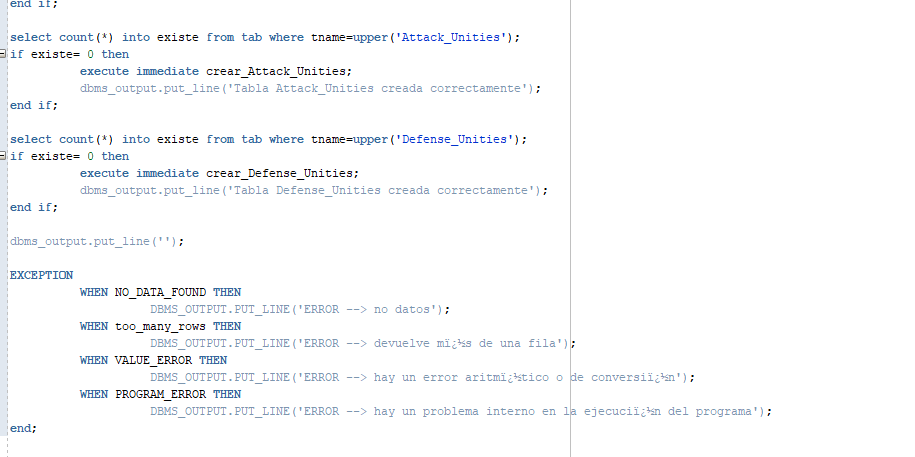 end if;
select count(*) into existe from tab where tname=upper('Attack_Unities');
if existe= 0 then
execute immediate crear_Attack_Unities;
dbms_output.put_line('Tabla Attack_Unities creada correctamente');
end if;
select count(*) into existe from tab where tname=upper('Defense_Unities');
if existe= 0 then
execute immediate crear_Defense_Unities;
dbms_output.put_line('Tabla Defense_Unities creada correctamente');
end if;
dbms_output.put_line('');
EXCEPTION
WHEN NO_DATA_FOUND THEN
DBMS_OUTPUT.PUT_LINE('ERROR --> no datos');
WHEN too_many_rows THEN
DBMS_OUTPUT.PUT_LINE('ERROR --> devuelve mï¿½s de una fila');
WHEN VALUE_ERROR THEN
DBMS_OUTPUT.PUT_LINE('ERROR --> hay un error aritmï¿½tico o de conversiï¿½n');
WHEN PROGRAM_ERROR THEN
DBMS_OUTPUT.PUT_LINE('ERROR --> hay un problema interno en la ejecuciï¿½n del programa');
end;